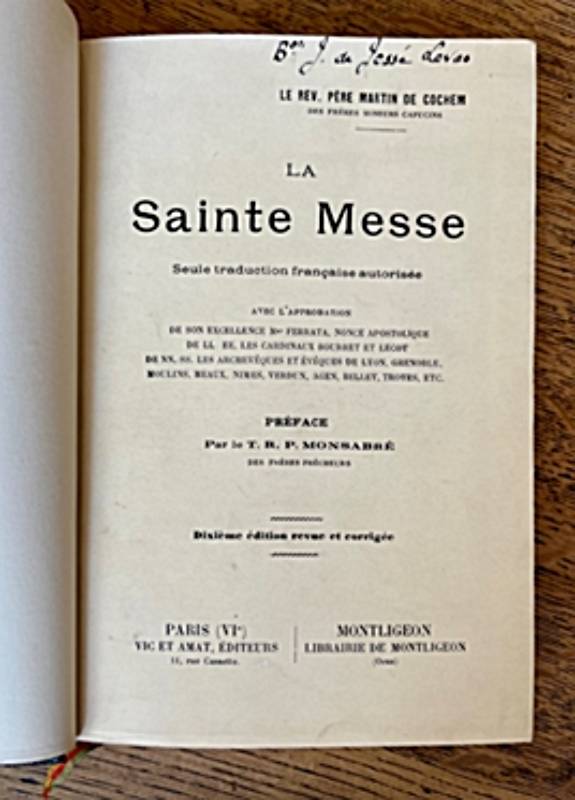 Bon J. de Jessé Levas
LE RÉV. PÈRE MARTIN DE COCHEM
DES FRÈRES MINEURS CAPUCINS
LA
Sainte Messe
Seule traduction française autorisée
AVEC L'APPROBATION
DE SON EXCELLENCE Mgr FERRATA, NONCE APOSTOLIQUE
DE LL. EE. LES CARDINAUX BOURRET ET LECOT
DE NN. SS. LES ARCHEVÊQUES ET ÉVÊQUES DE LYON, GRENOBLE,
MOULINS, MEAUX, NIMES, VERDUN, AGEN, BELLEY, TROYES, ETC.
PRÉFACE
Par le T. R. P. MONSABRÉ
DES FRÈRES PRÊCHEURS
Dixième édition revue et corrigée
PARIS (VIe)
VIC ET AMAT, ÉDITEURS
11, rue Cassette.
MONTLIGEON
LIBRAIRIE DE MONTLIGEON
(Orne)